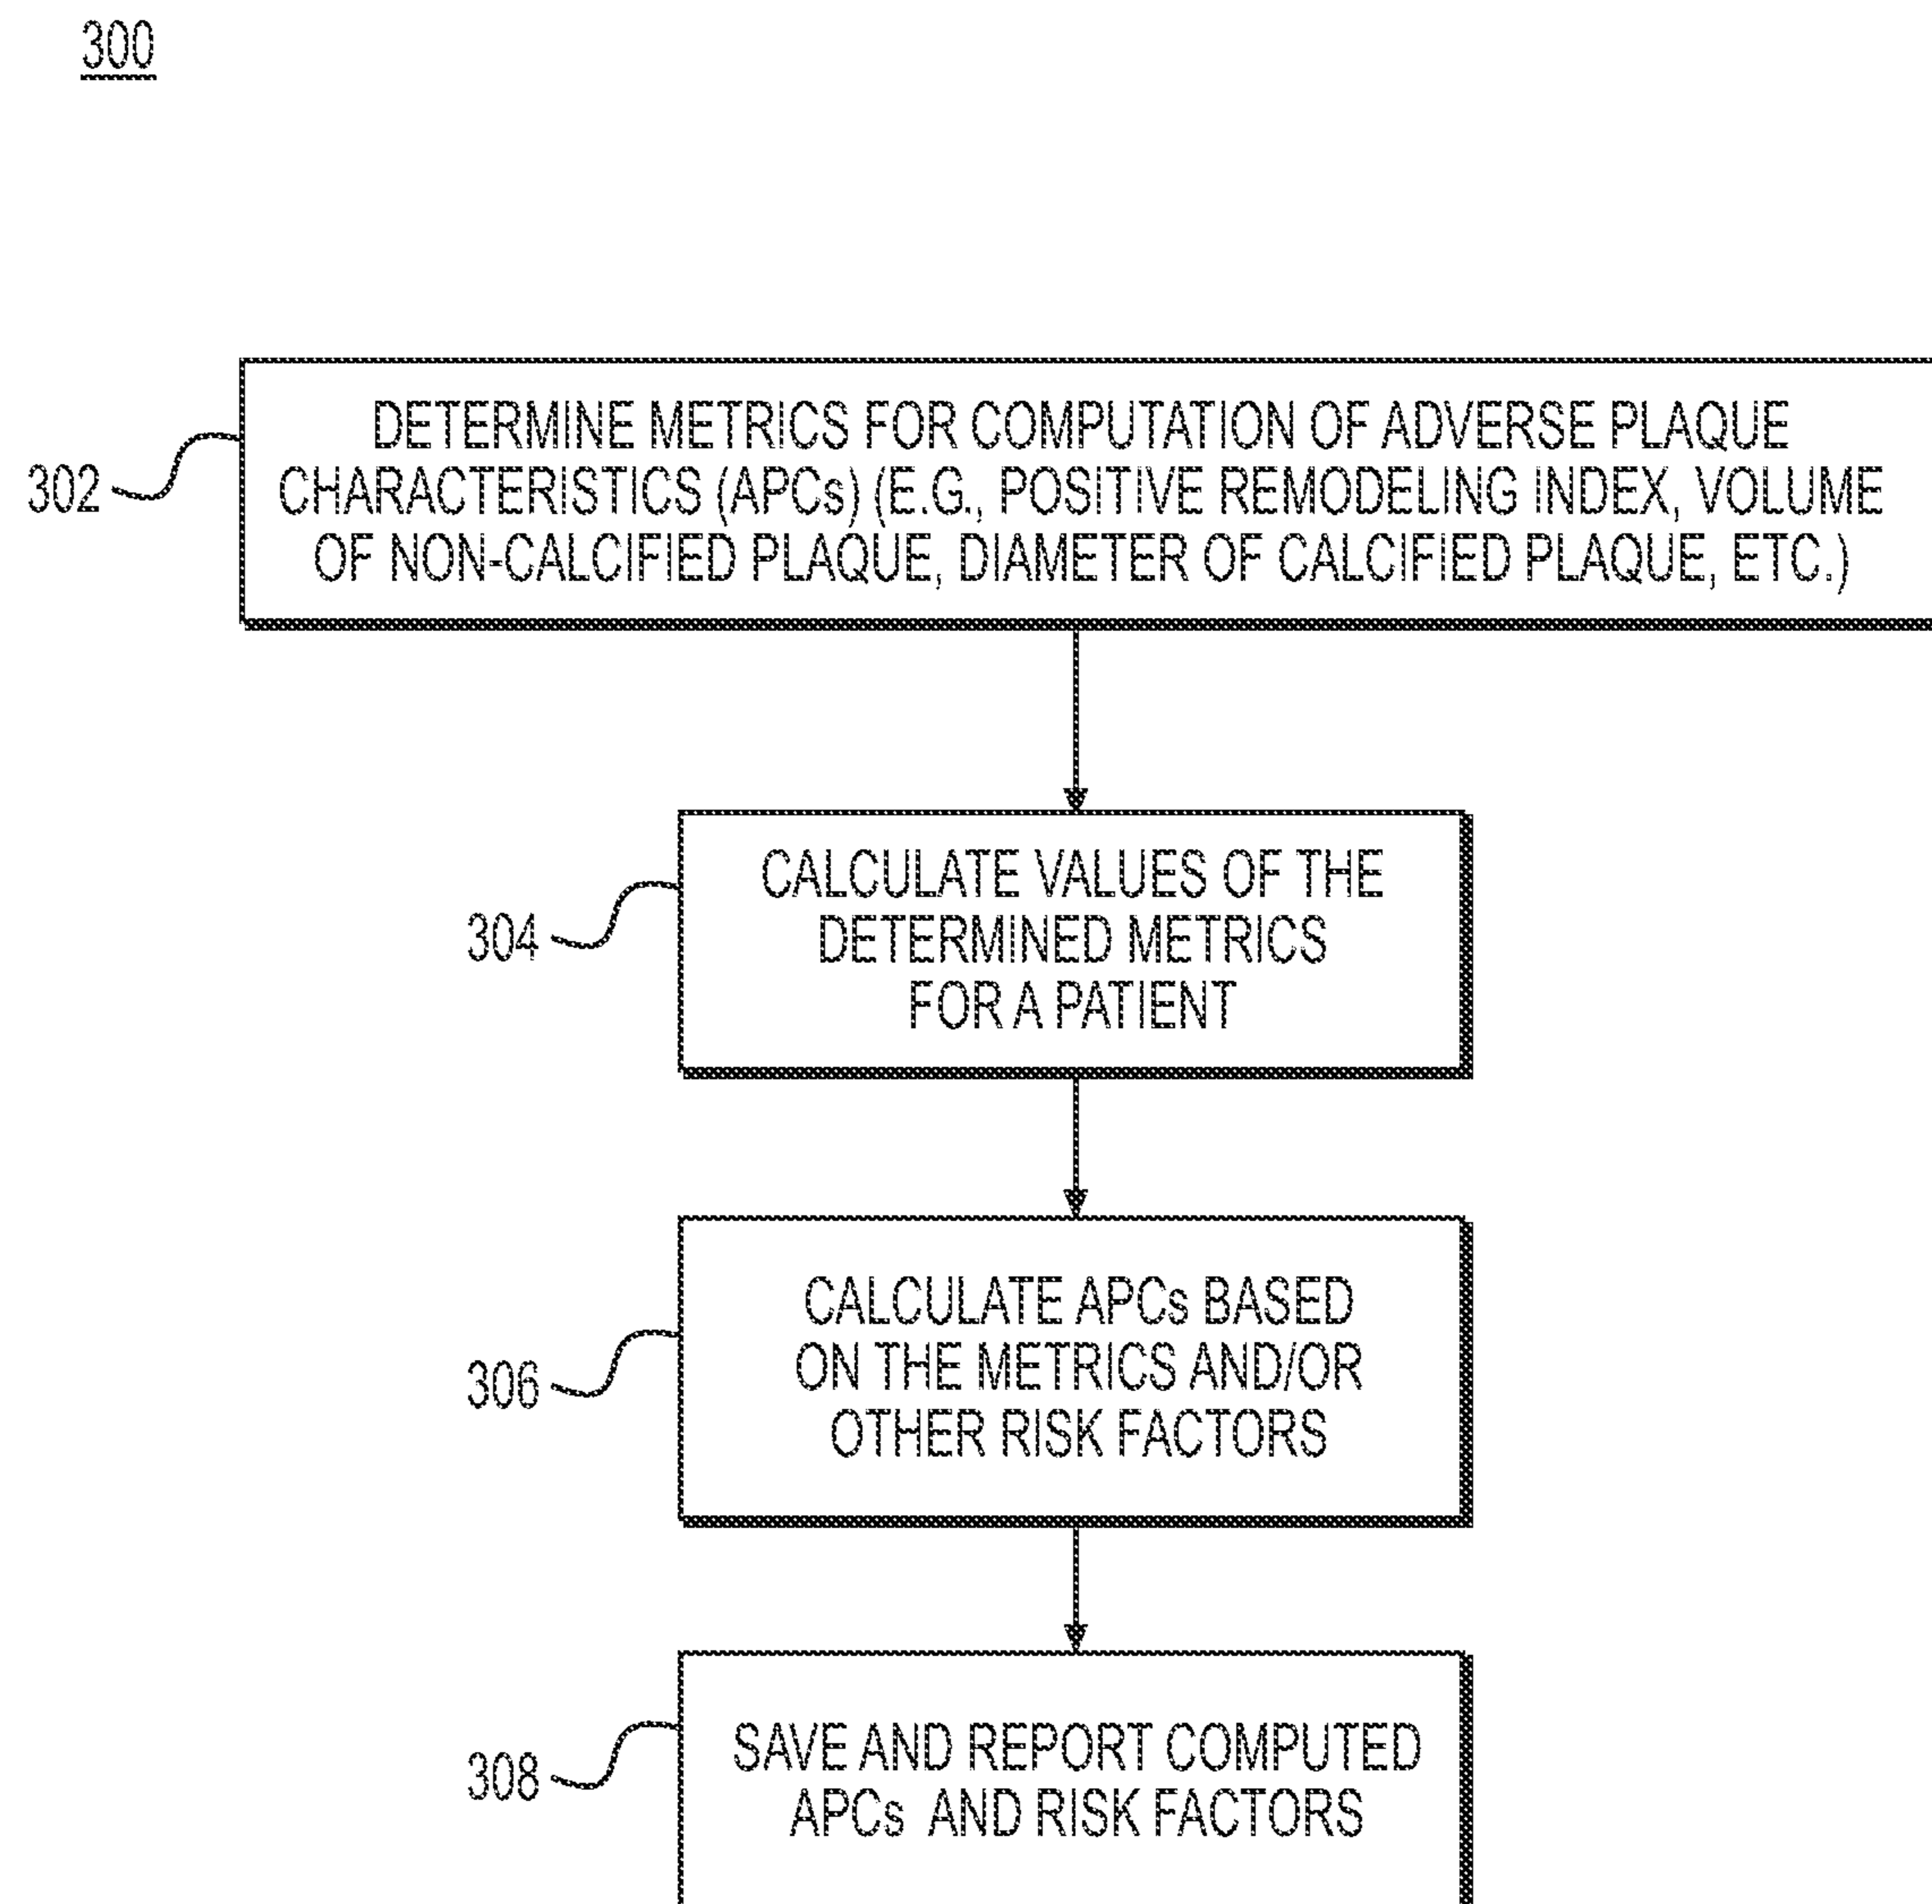 300
302
DETERMINE METRICS FOR COMPUTATION OF ADVERSE PLAQUE
CHARACTERISTICS (APCs) (E.G., POSITIVE REMODELING INDEX, VOLUME
OF NON-CALCIFIED PLAQUE, DIAMETER OF CALCIFIED PLAQUE, ETC.)
304
CALCULATE VALUES OF THE
DETERMINED METRICS
FOR A PATIENT
306
CALCULATE APCs BASED
ON THE METRICS AND/OR
OTHER RISK FACTORS
308
SAVE AND REPORT COMPUTED
APCs AND RISK FACTORS